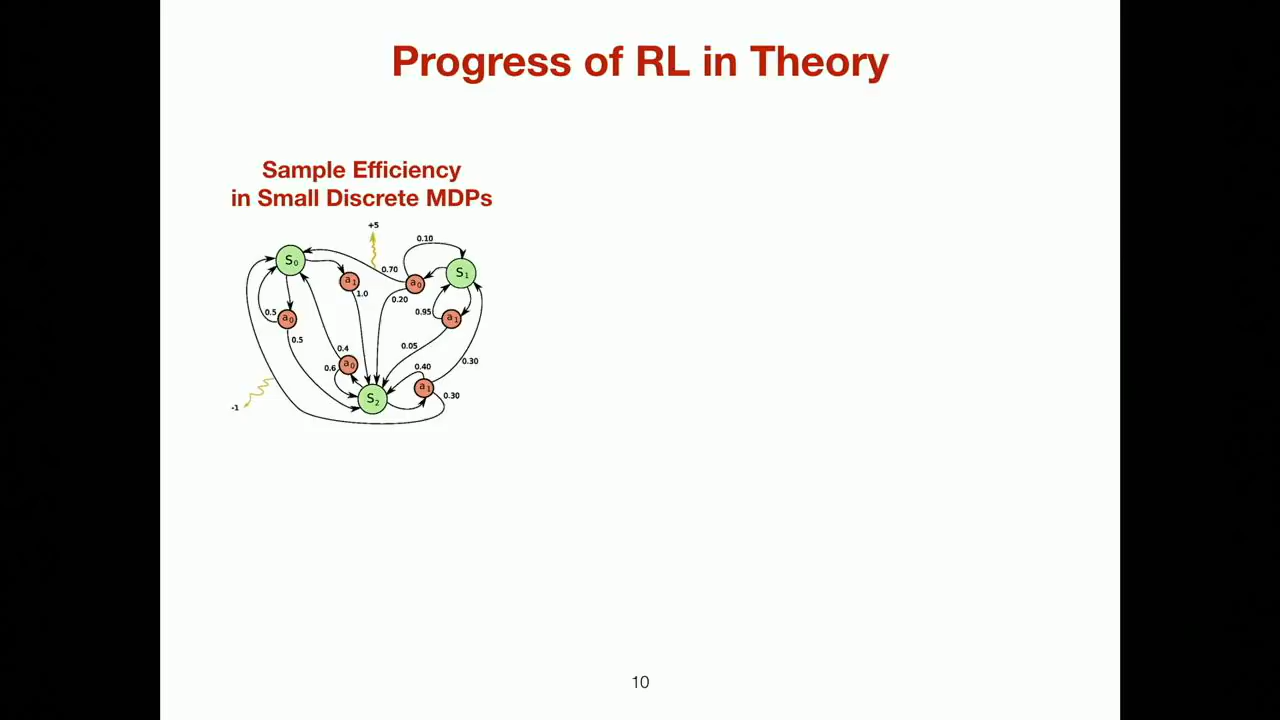 Progress of RL in Theory
Sample Efficiency
in Small Discrete MDPs
+5
0.10
S0
0.70
S1
a1
a0
1.0
0.20
0.5
a0
0.95
a1
0.5
0.4
0.05
0.6
a0
0.40
0.30
S2
a1
0.30
-1
10